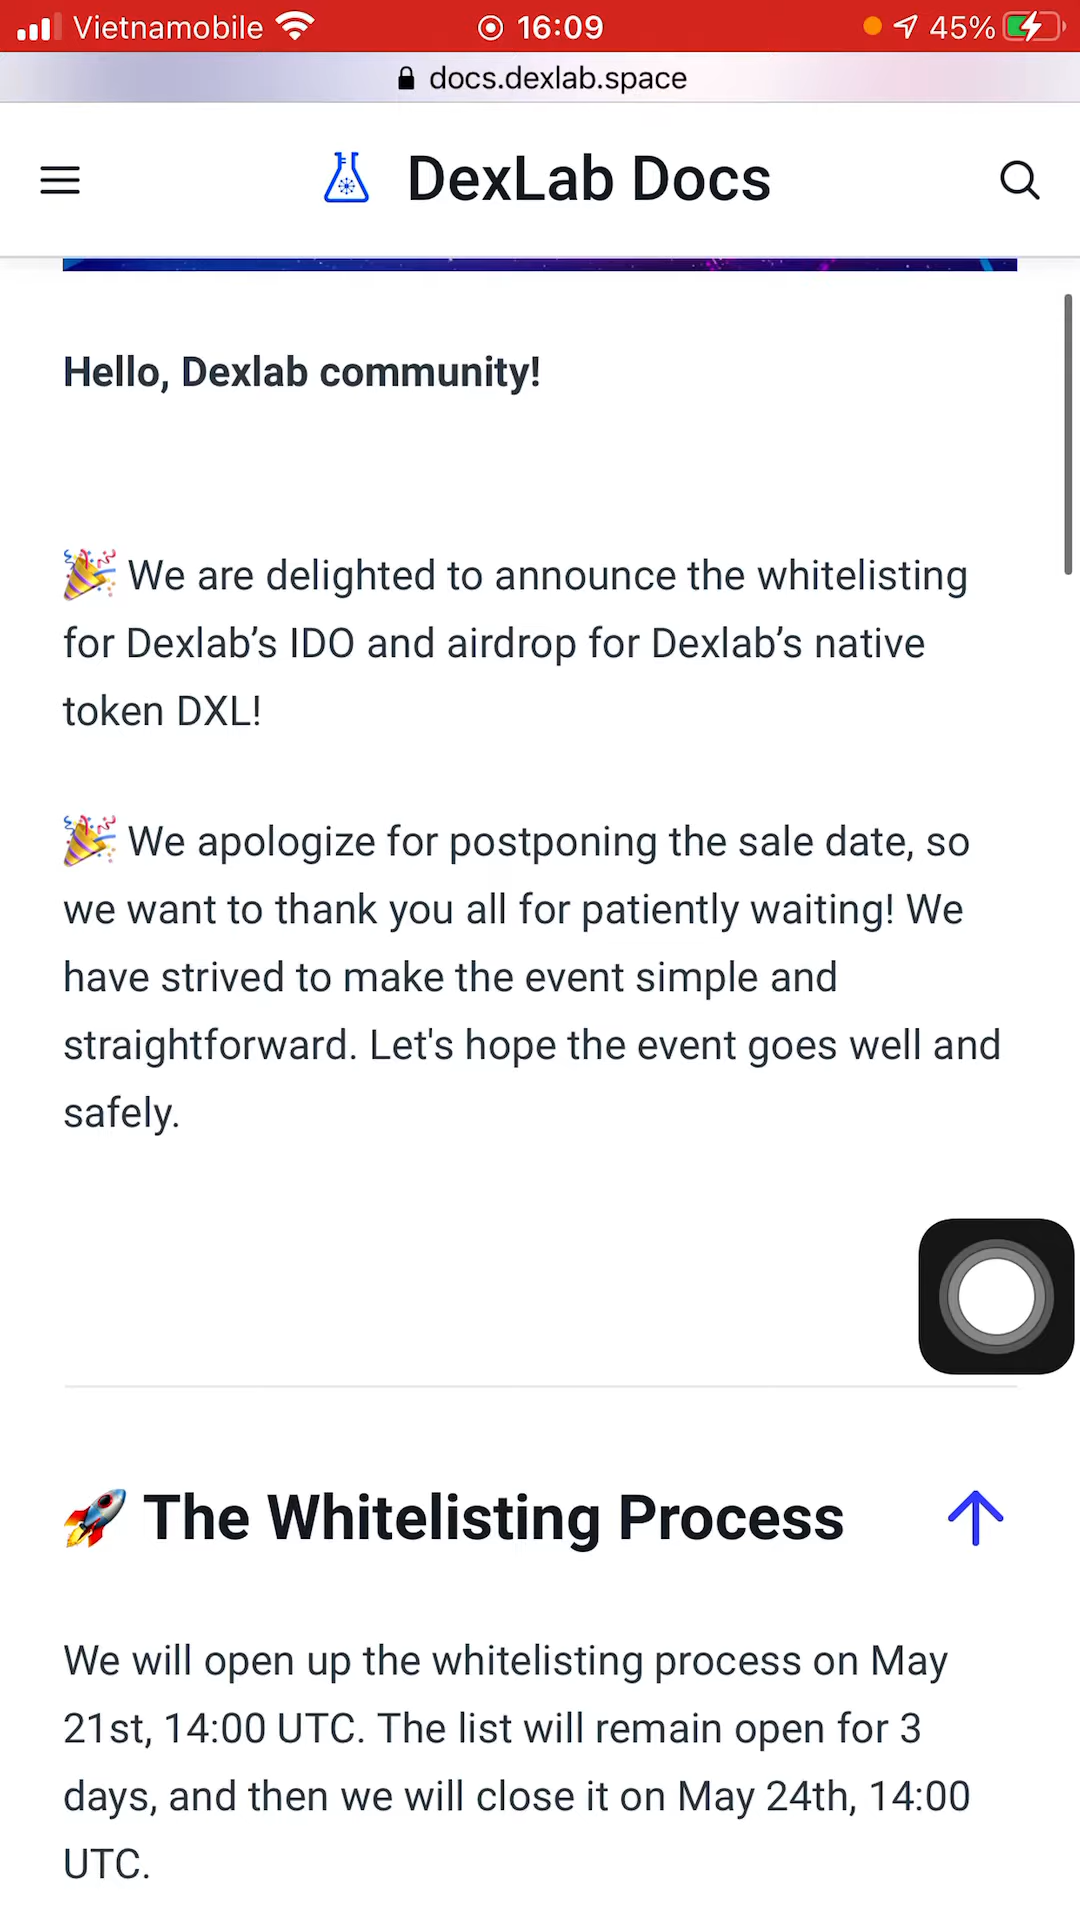 Vietnamobile 16:09 45%
docs.dexlab.space
DexLab Docs
Hello, Dexlab community!
🎉 We are delighted to announce the whitelisting
for Dexlab’s IDO and airdrop for Dexlab’s native
token DXL!
🎉 We apologize for postponing the sale date, so
we want to thank you all for patiently waiting! We
have strived to make the event simple and
straightforward. Let's hope the event goes well and
safely.
🚀 The Whitelisting Process
We will open up the whitelisting process on May
21st, 14:00 UTC. The list will remain open for 3
days, and then we will close it on May 24th, 14:00
UTC.